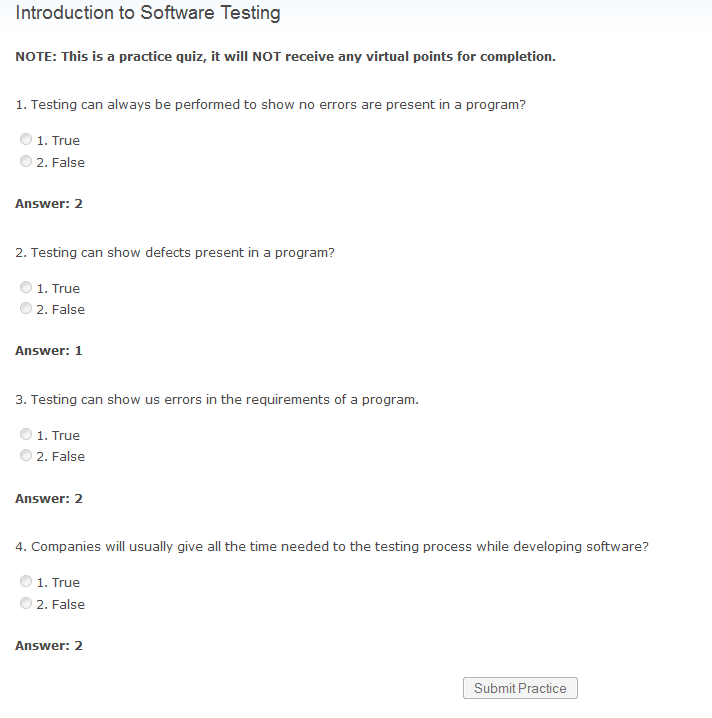 Introduction to Software Testing
NOTE: This is a practice quiz, it will NOT receive any virtual points for completion.
1. Testing can always be performed to show no errors are present in a program?
1. True
2. False
Answer: 2
2. Testing can show defects present in a program?
1. True
2. False
Answer: 1
3. Testing can show us errors in the requirements of a program.
1. True
2. False
Answer: 2
4. Companies will usually give all the time needed to the testing process while developing software?
1. True
2. False
Answer: 2
Submit Practice